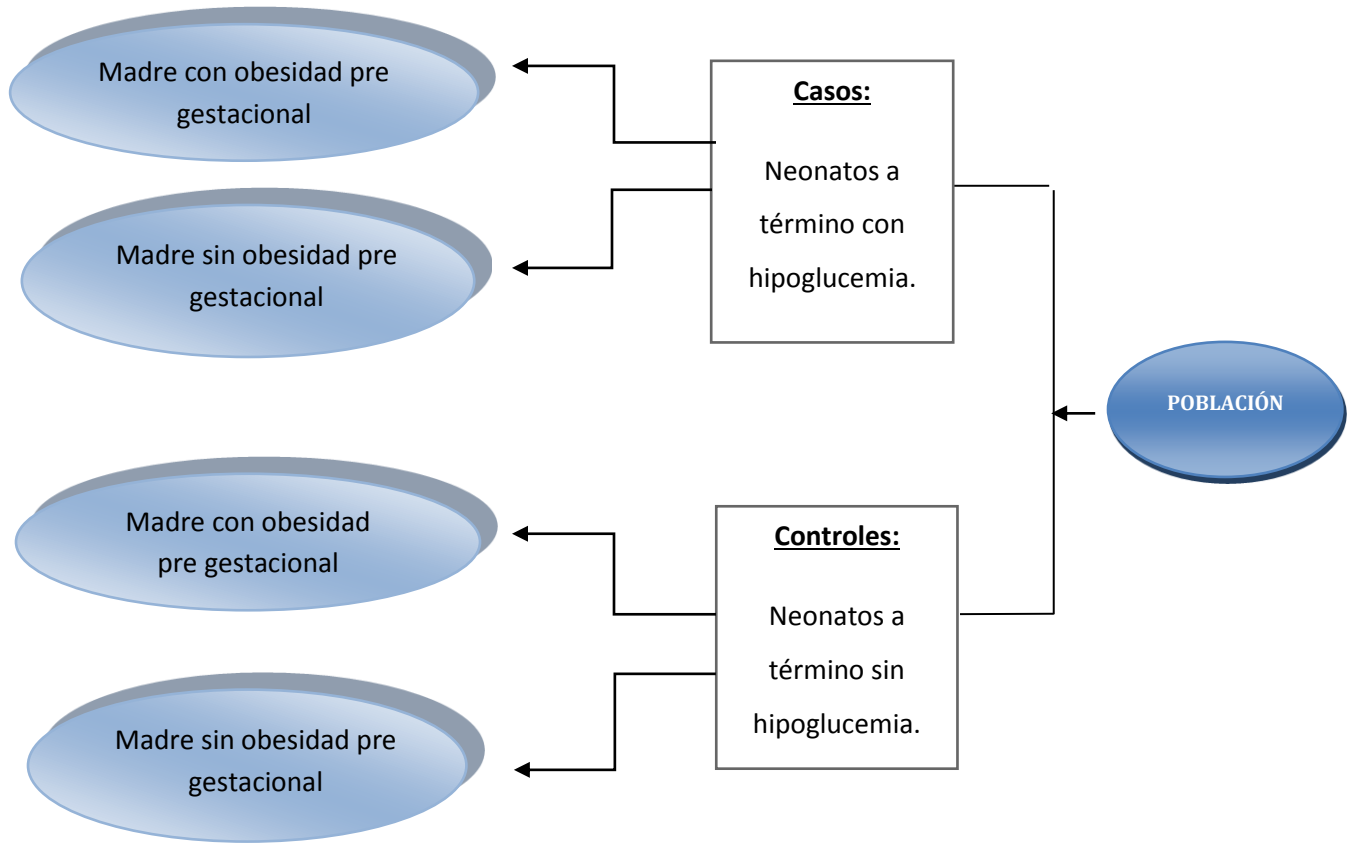 Madre con obesidad pre
gestacional
Madre sin obesidad pre
gestacional
Casos:
Neonatos a
término con
hipoglucemia.
POBLACIÓN
Madre con obesidad
pre gestacional
Madre sin obesidad pre
gestacional
Controles:
Neonatos a
término sin
hipoglucemia.